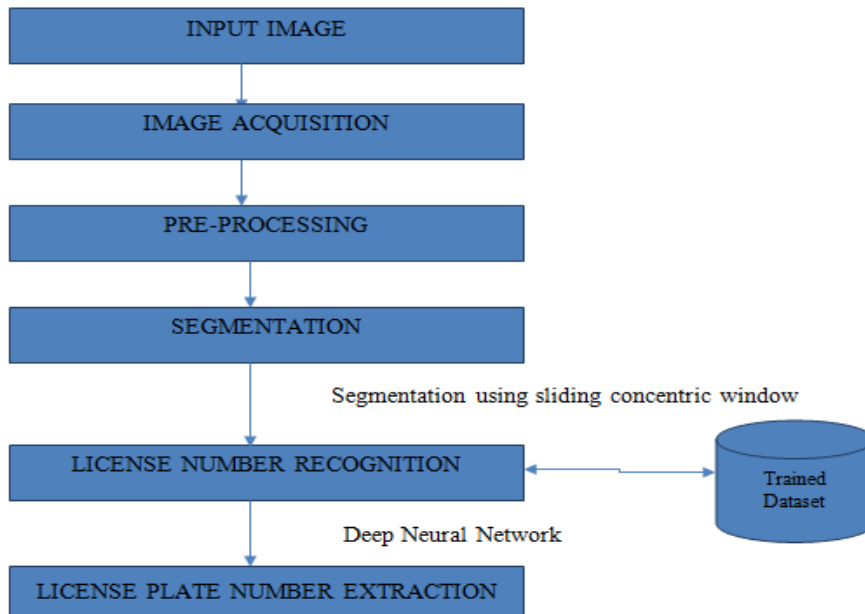 INPUT IMAGE
IMAGE ACQUISITION
PRE-PROCESSING
SEGMENTATION
Segmentation using sliding concentric window
LICENSE NUMBER RECOGNITION
Trained
Dataset
Deep Neural Network
LICENSE PLATE NUMBER EXTRACTION